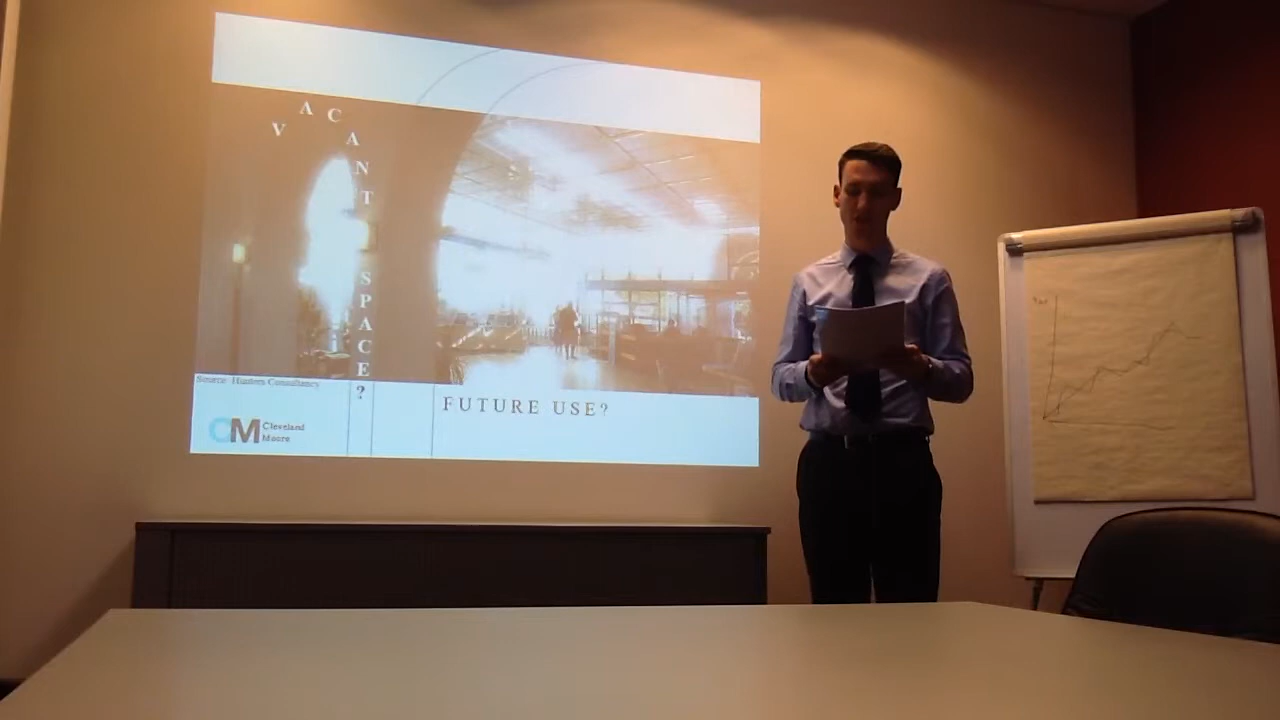 VACANT SPACE?
Source: Hunters Consultancy
FUTURE USE?
CM Cleveland
Moore